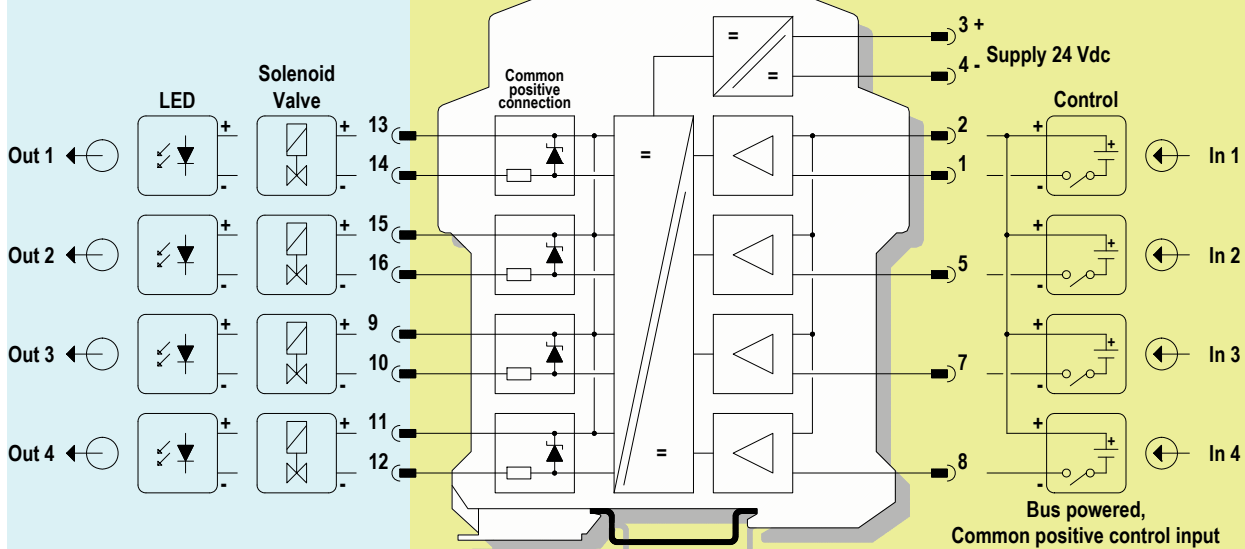 3 +
4 -
Supply 24 Vdc
LED
Solenoid
Valve
Common
positive
connection
Control
=
=
Out 1
+
-
+
-
13
14
=
2
1
+
-
+
In 1
Out 2
+
-
+
-
15
16
5
+
-
+
In 2
Out 3
+
-
+
-
9
10
7
+
-
+
In 3
Out 4
+
-
+
-
11
12
=
8
+
-
+
In 4
Bus powered,
Common positive control input